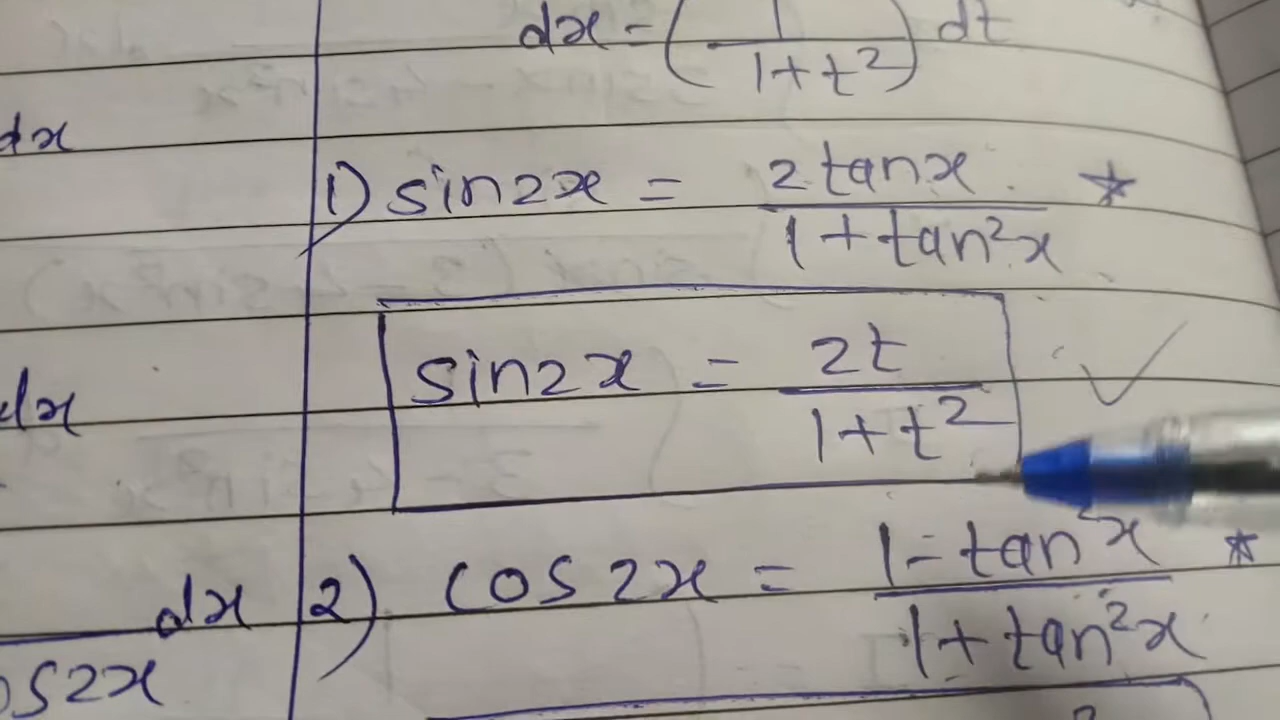 dx = (1/(1+t²)) dt
dx
1) sin2x = 2tanx/(1+tan²x) ☆
sin2x = 2t/(1+t²) ✓
dx
2) cos2x = (1-tan²x)/(1+tan²x) ☆
dx
os2x